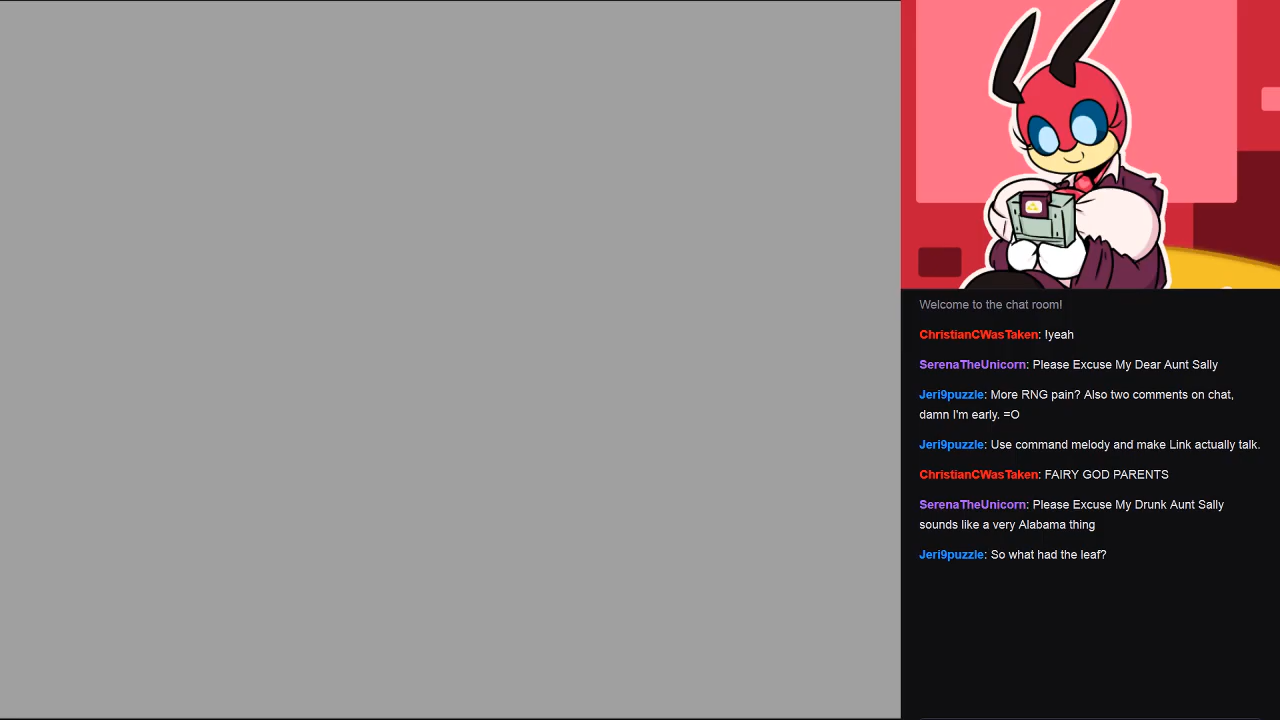 Welcome to the chat room!
ChristianCWasTaken: Iyeah
SerenaTheUnicorn: Please Excuse My Dear Aunt Sally
Jeri9puzzle: More RNG pain? Also two comments on chat,
damn I'm early. =O
Jeri9puzzle: Use command melody and make Link actually talk.
ChristianCWasTaken: FAIRY GOD PARENTS
SerenaTheUnicorn: Please Excuse My Drunk Aunt Sally
sounds like a very Alabama thing
Jeri9puzzle: So what had the leaf?